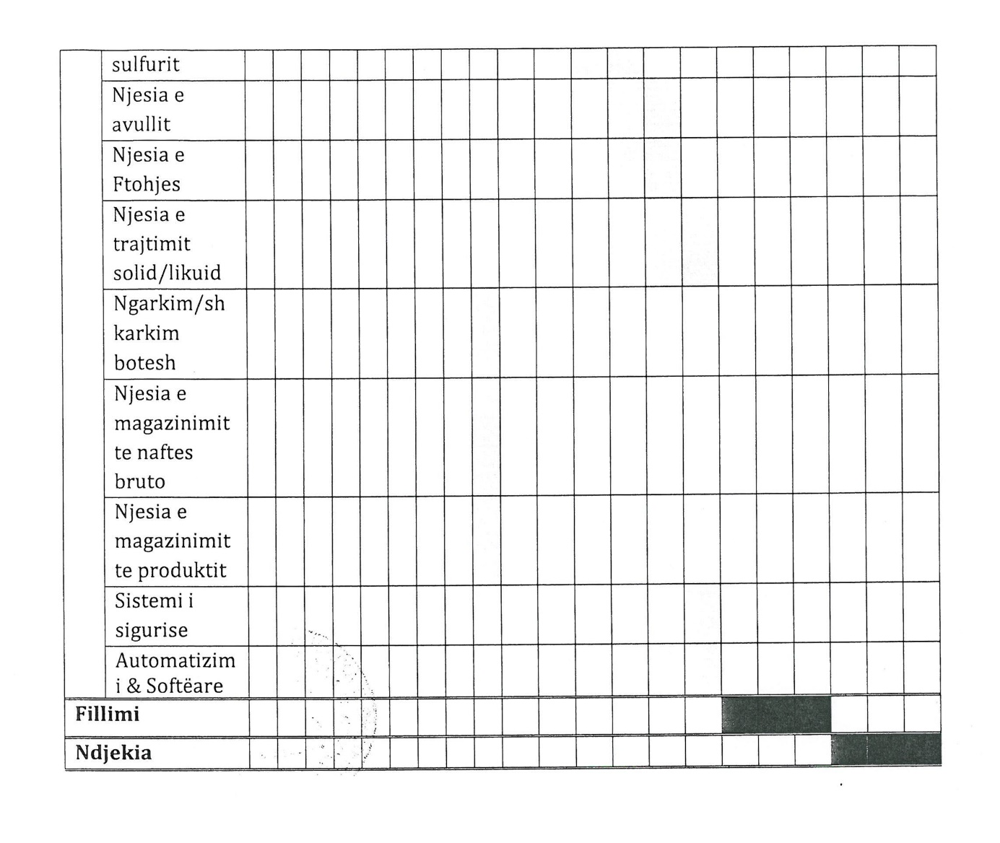 sulfurit
Njesia e
avullit
Njesia e
Ftohjes
Njesia e
trajtimit
solid/likuid
Ngarkim/sh
karkim
botesh
Njesia e
magazinimit
te naftes
bruto
Njesia e
magazinimit
te produktit
Sistemi i
sigurise
Automatizim
i & Softëare
Fillimi
Ndjekia